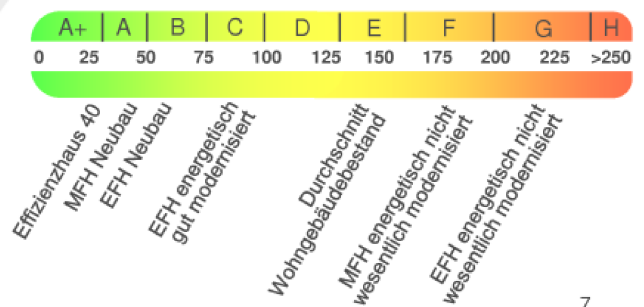 A+ | A | B | C | D | E | F | G | H
0 25 50 75 100 125 150 175 200 225 >250
Effizienzhaus 40
MFH Neubau
EFH Neubau
EFH energetisch
gut modernisiert
Durchschnitt
Wohngebäudebestand
MFH energetisch nicht
wesentlich modernisiert
EFH energetisch nicht
wesentlich modernisiert
7